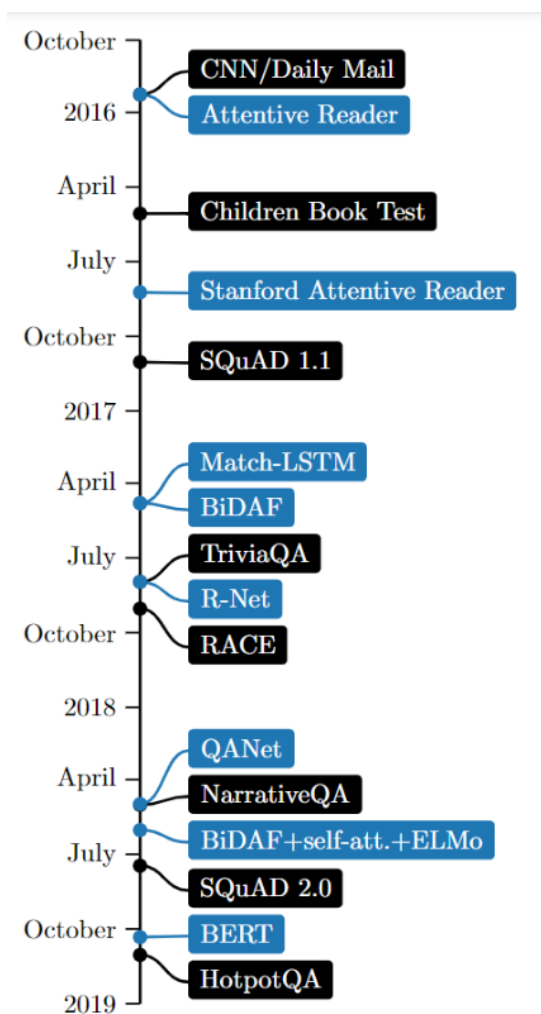 October
CNN/Daily Mail
2016
Attentive Reader
April
Children Book Test
July
Stanford Attentive Reader
October
SQuAD 1.1
2017
Match-LSTM
April
BiDAF
July
TriviaQA
R-Net
October
RACE
2018
QANet
April
NarrativeQA
BiDAF+self-att.+ELMo
July
SQuAD 2.0
October
BERT
HotpotQA
2019